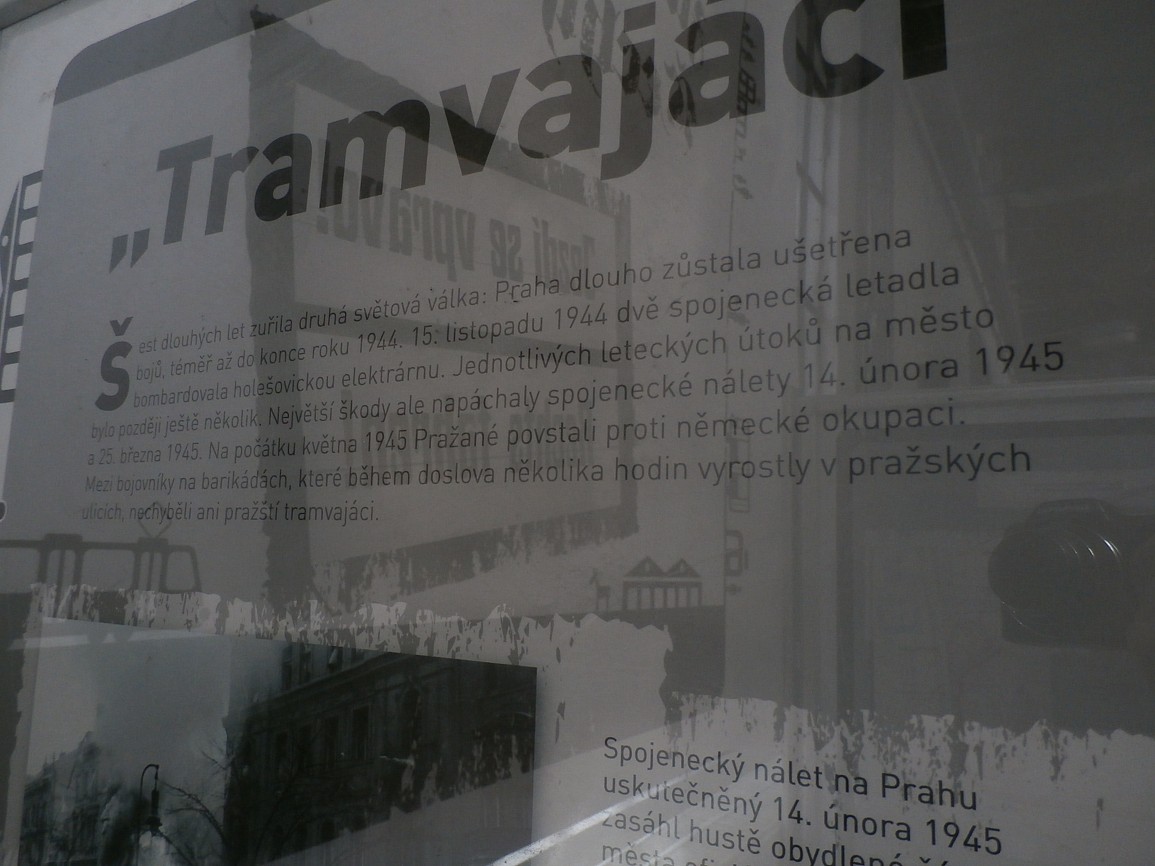 „Tramvajáci
Jezdi se vpravo!
Šest dlouhých let zuřila druhá světová válka: Praha dlouho zůstala ušetřena
bojů, téměř až do konce roku 1944. 15. listopadu 1944 dvě spojenecká letadla
bombardovala holešovickou elektrárnu. Jednotlivých leteckých útoků na město
bylo později ještě několik. Největší škody ale napáchaly spojenecké nálety 14. února 1945
a 25. března 1945. Na počátku května 1945 Pražané povstali proti německé okupaci.
Mezi bojovníky na barikádách, které během doslova několika hodin vyrostly v pražských
ulicích, nechyběli ani pražští tramvajáci.
Spojenecký nálet na Prahu
uskutečněný 14. února 1945
zasáhl hustě obydlené
města